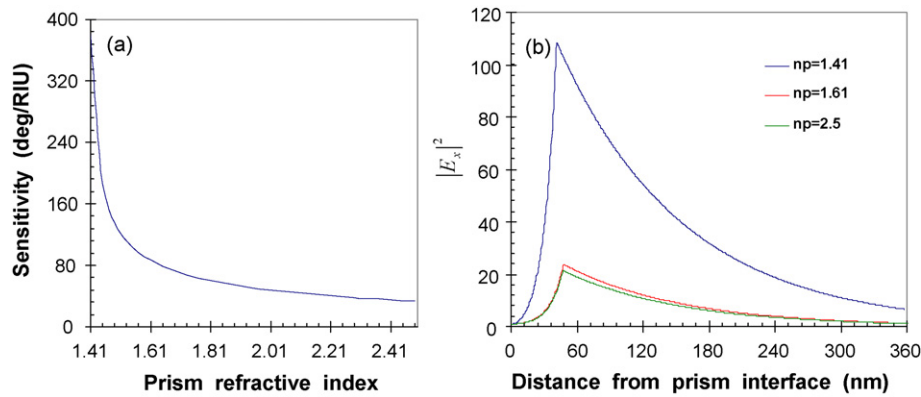 (a)
Sensitivity (deg/RIU)
400
320
240
160
80
0
1.41 1.61 1.81 2.01 2.21 2.41
Prism refractive index
(b)
|E_x|^2
120
100
80
60
40
20
0
np=1.41
np=1.61
np=2.5
0 60 120 180 240 300 360
Distance from prism interface (nm)